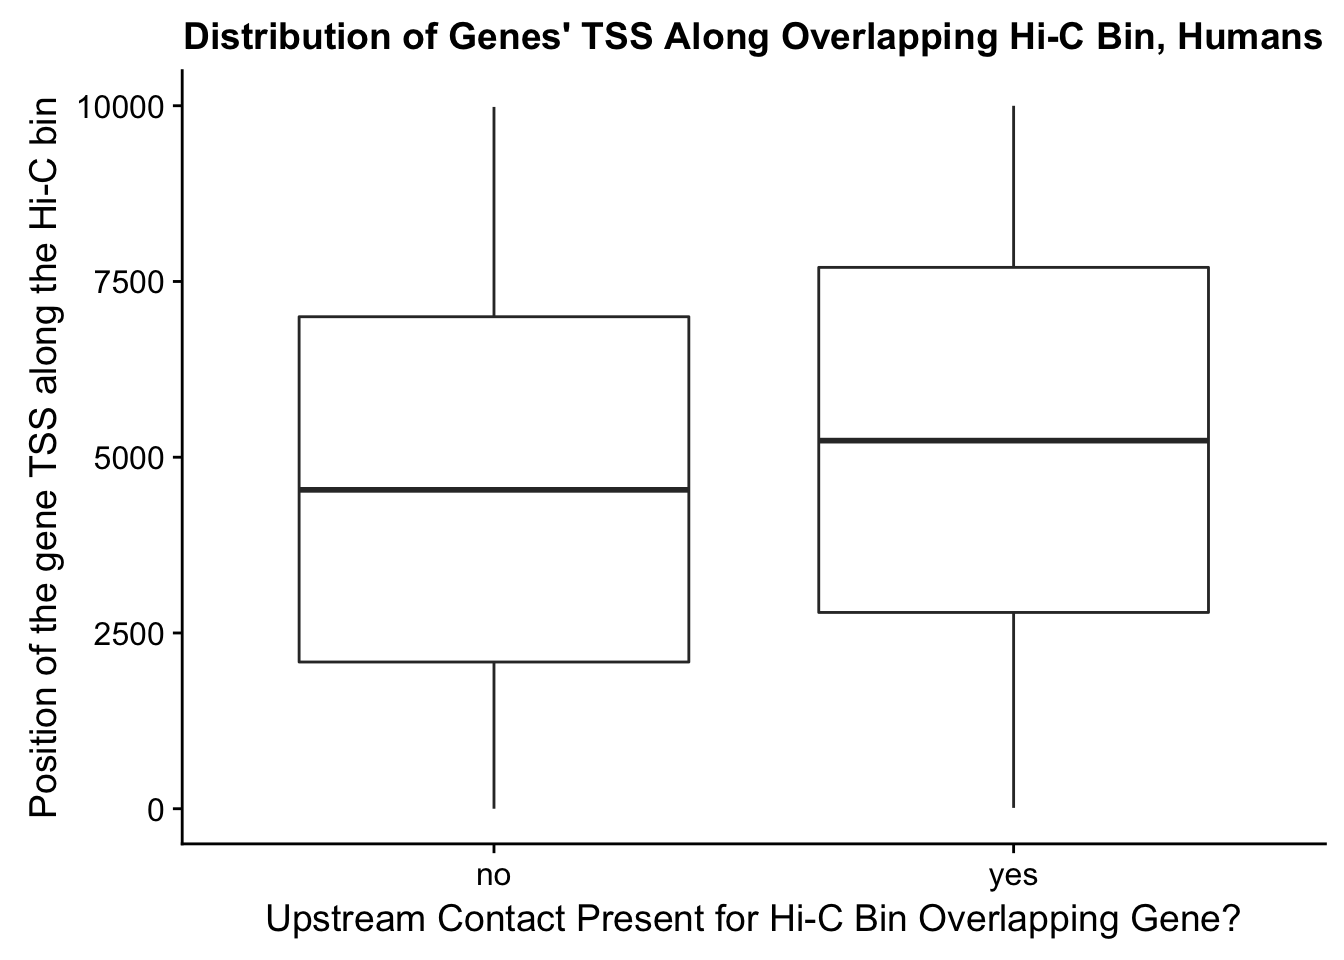 Distribution of Genes' TSS Along Overlapping Hi-C Bin, Humans
Position of the gene TSS along the Hi-C bin
10000
7500
5000
2500
0
no
yes
Upstream Contact Present for Hi-C Bin Overlapping Gene?